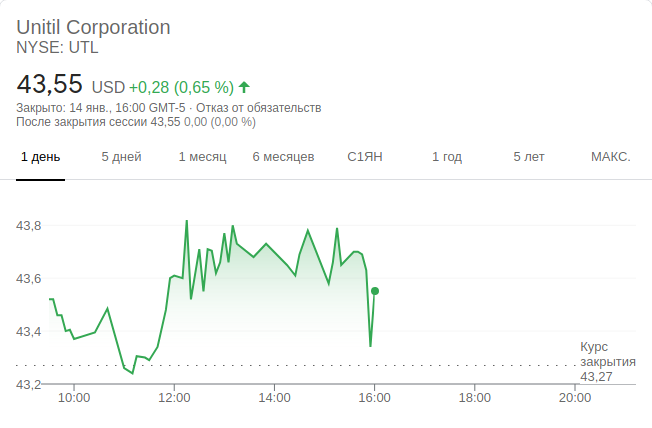 Unitil Corporation
NYSE: UTL
43,55 USD +0,28 (0,65 %)
Закрыто: 14 янв., 16:00 GMT-5 · Отказ от обязательств
После закрытия сессии 43,55 0,00 (0,00 %)
1 день 5 дней 1 месяц 6 месяцев С1ЯН 1 год 5 лет МАКС.
43,8
43,6
43,4
43,2
Курс
закрытия
43,27
10:00 12:00 14:00 16:00 18:00 20:00